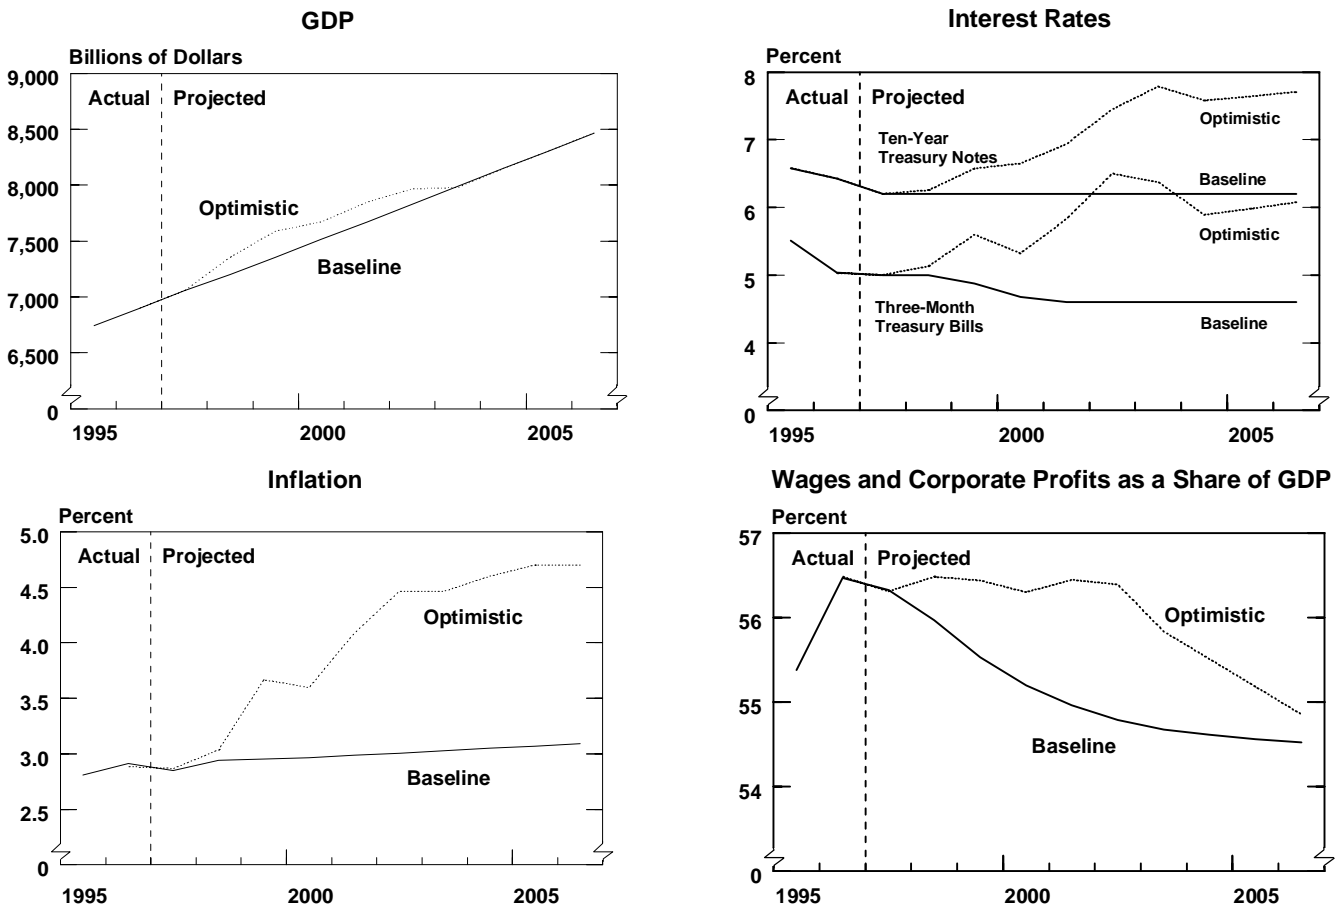 GDP
Billions of Dollars
9,000
Actual
Projected
8,500
8,000
Optimistic
7,500
Baseline
7,000
6,500
0
1995
2000
2005
Interest Rates
Percent
8
Actual
Projected
Optimistic
Ten-Year
Treasury Notes
7
Baseline
6
Optimistic
5
Three-Month
Treasury Bills
Baseline
4
0
1995
2000
2005
Inflation
Percent
5.0
Actual
Projected
4.5
Optimistic
4.0
3.5
3.0
Baseline
2.5
0
1995
2000
2005
Wages and Corporate Profits as a Share of GDP
Percent
57
Actual
Projected
56
Optimistic
55
Baseline
54
0
1995
2000
2005